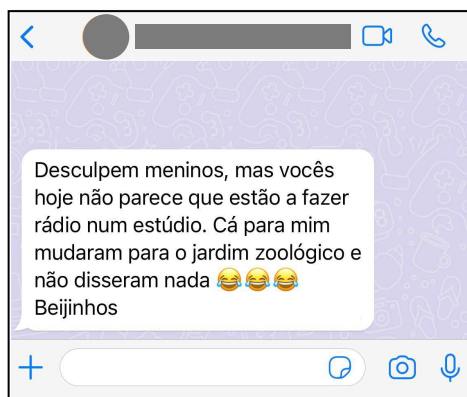 Desculpem meninos, mas vocês
hoje não parece que estão a fazer
rádio num estúdio. Cá para mim
mudaram para o jardim zoológico e
não disseram nada 😂😂😂
Beijinhos